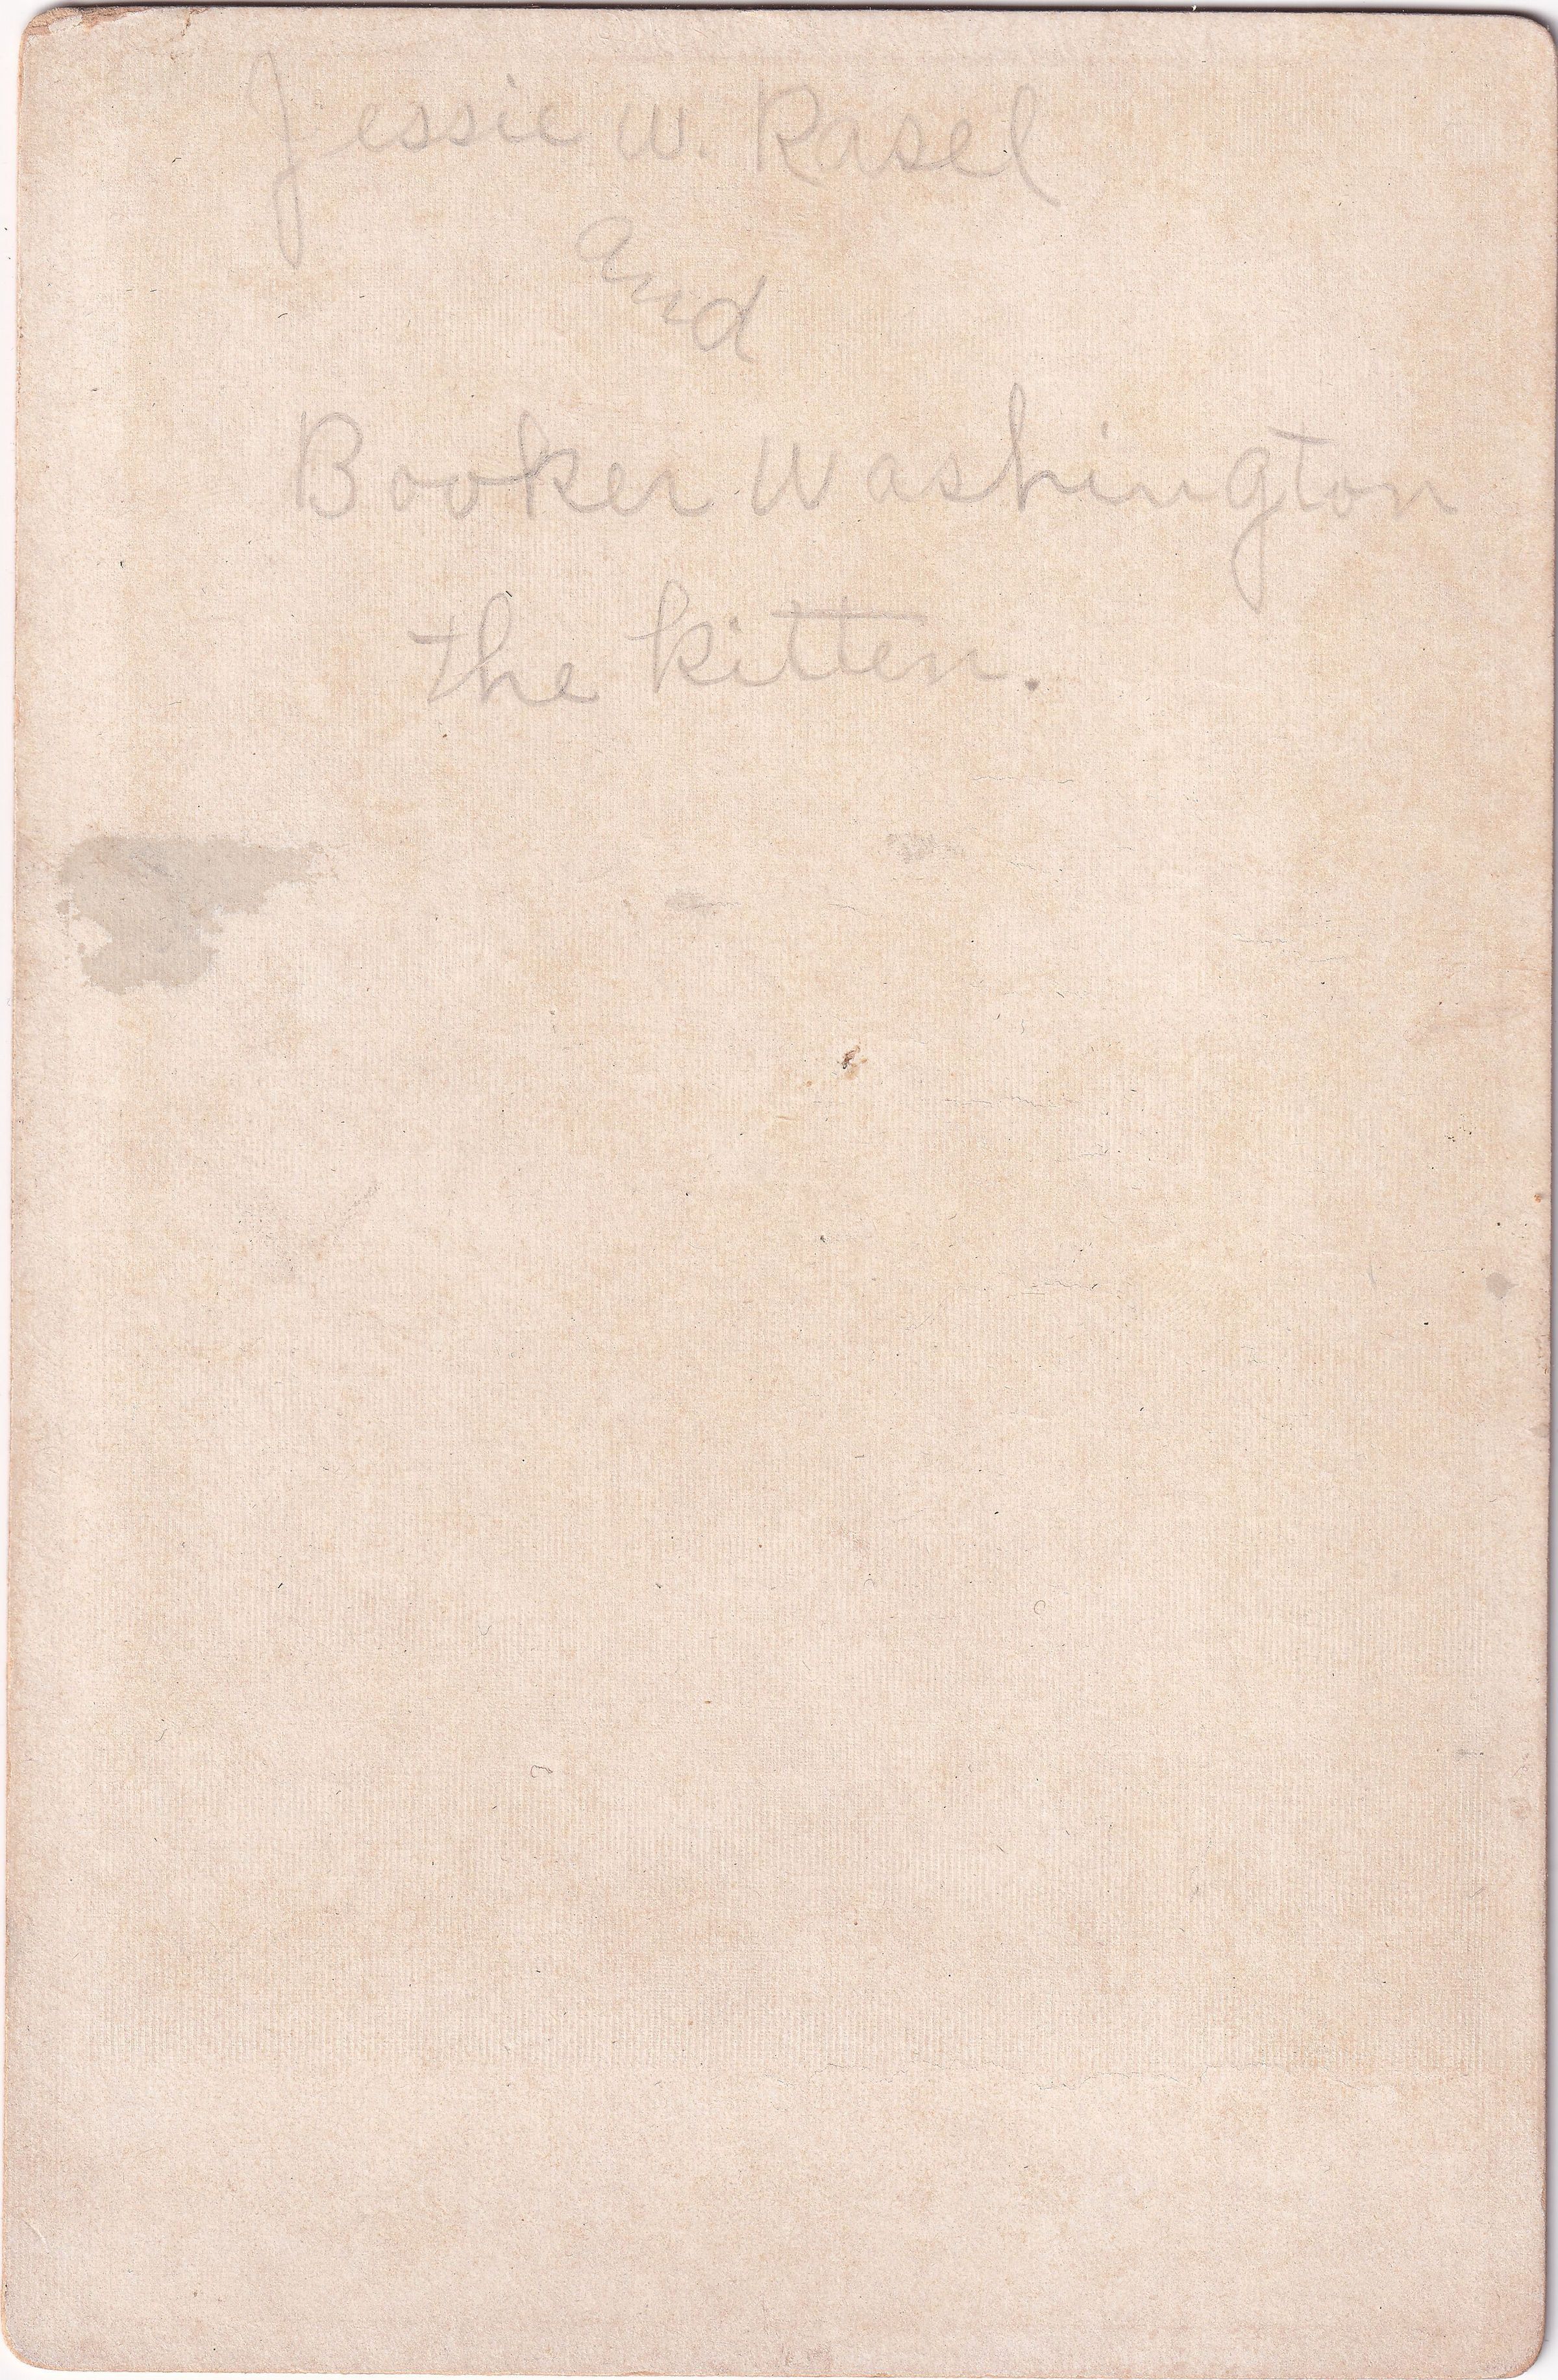 Jessie W. Rasel
and
Booker Washington
the kitten.